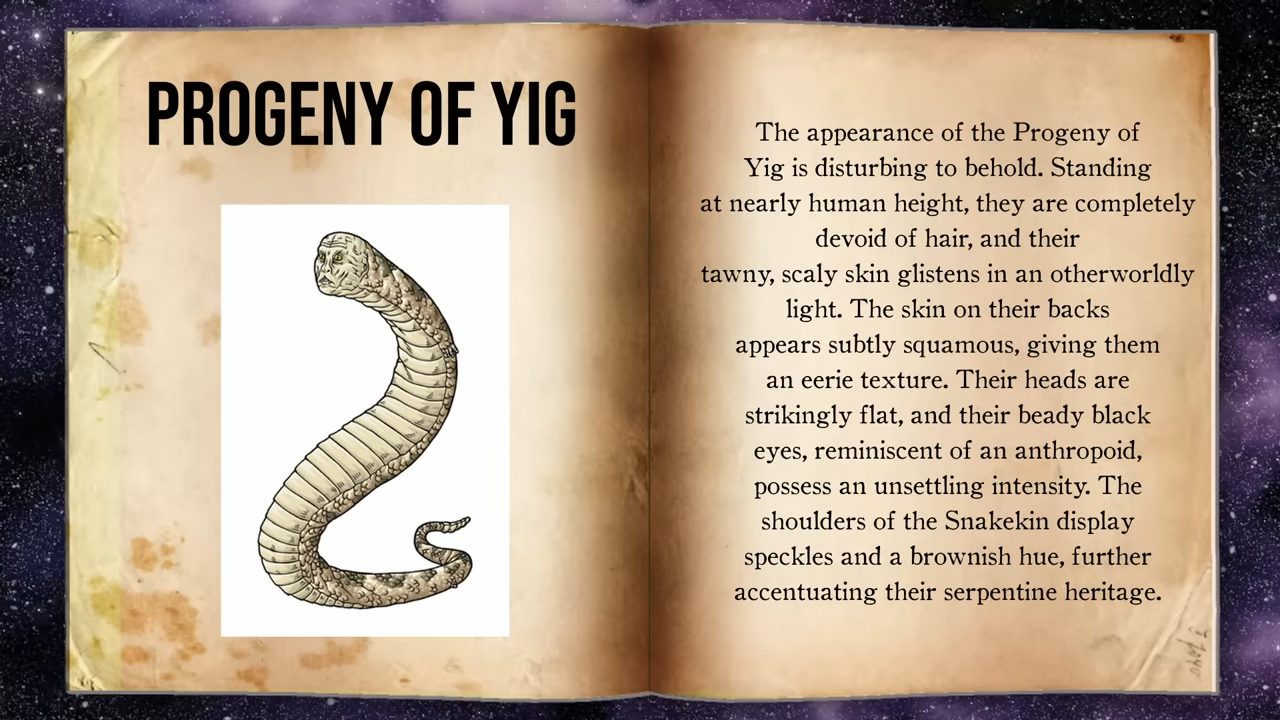 PROGENY OF YIG
The appearance of the Progeny of
Yig is disturbing to behold. Standing
at nearly human height, they are completely
devoid of hair, and their
tawny, scaly skin glistens in an otherworldly
light. The skin on their backs
appears subtly squamous, giving them
an eerie texture. Their heads are
strikingly flat, and their beady black
eyes, reminiscent of an anthropoid,
possess an unsettling intensity. The
shoulders of the Snakekin display
speckles and a brownish hue, further
accentuating their serpentine heritage.